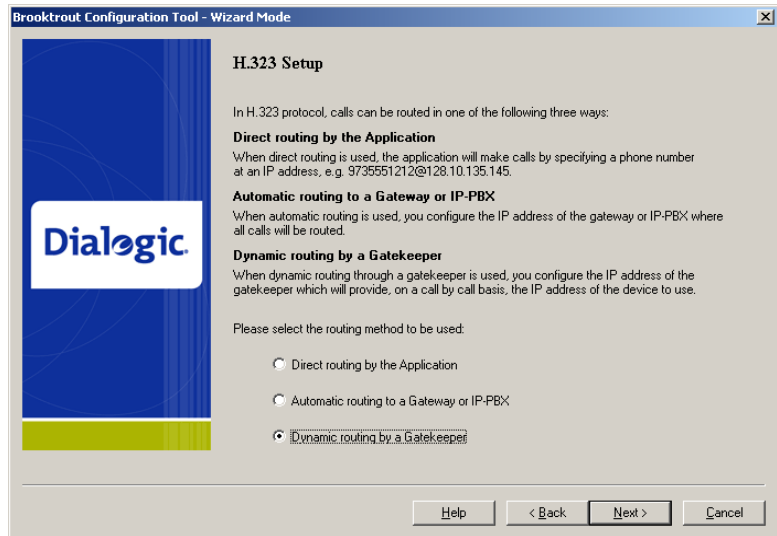 Brooktrout Configuration Tool - Wizard Mode
H.323 Setup
In H.323 protocol, calls can be routed in one of the following three ways:
Direct routing by the Application
When direct routing is used, the application will make calls by specifying a phone number
at an IP address, e.g. 9735551212@128.10.135.145.
Automatic routing to a Gateway or IP-PBX
When automatic routing is used, you configure the IP address of the gateway or IP-PBX where
all calls will be routed.
Dialogic.
Dynamic routing by a Gatekeeper
When dynamic routing through a gatekeeper is used, you configure the IP address of the
gatekeeper which will provide, on a call by call basis, the IP address of the device to use.
Please select the routing method to be used:
Direct routing by the Application
Automatic routing to a Gateway or IP-PBX
Dynamic routing by a Gatekeeper
Help
< Back
Next >
Cancel